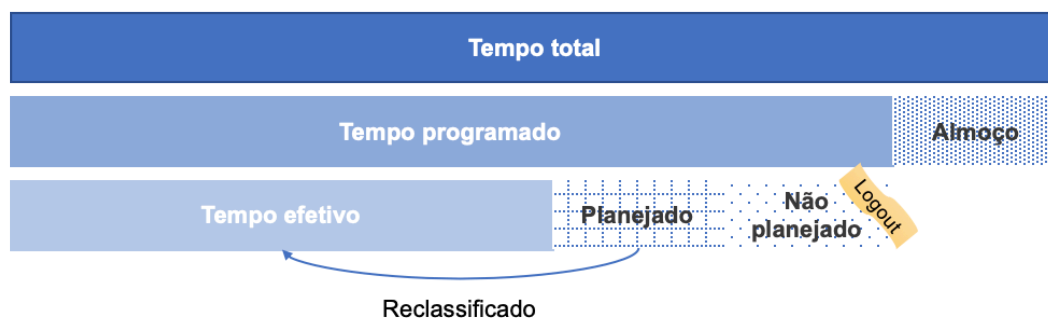 Tempo total
Tempo programado
Almoço
Tempo efetivo
Planejado
Não
planejado
Logout
Reclassificado